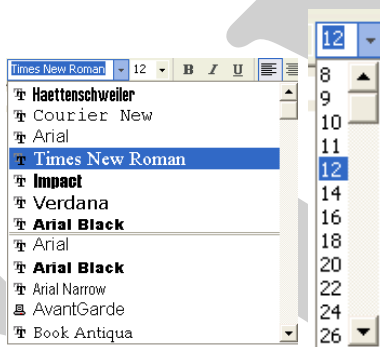 Times New Roman 12 B I U
Haettenschweiler
Courier New
Arial
Times New Roman
Impact
Verdana
Arial Black
Arial
Arial Black
Arial Narrow
AvantGarde
Book Antiqua
12
8
9
10
11
12
14
16
18
20
22
24
26